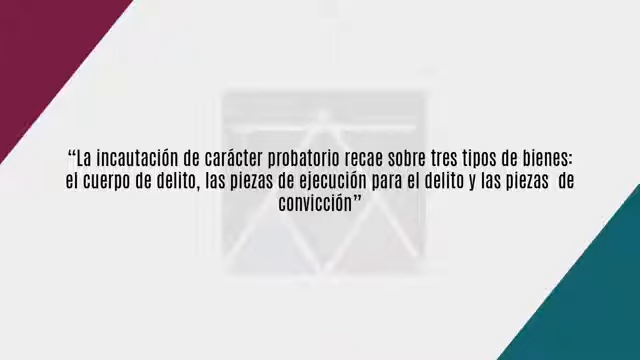 “La incautación de carácter probatorio recae sobre tres tipos de bienes:
el cuerpo de delito, las piezas de ejecución para el delito y las piezas  de
convicción”